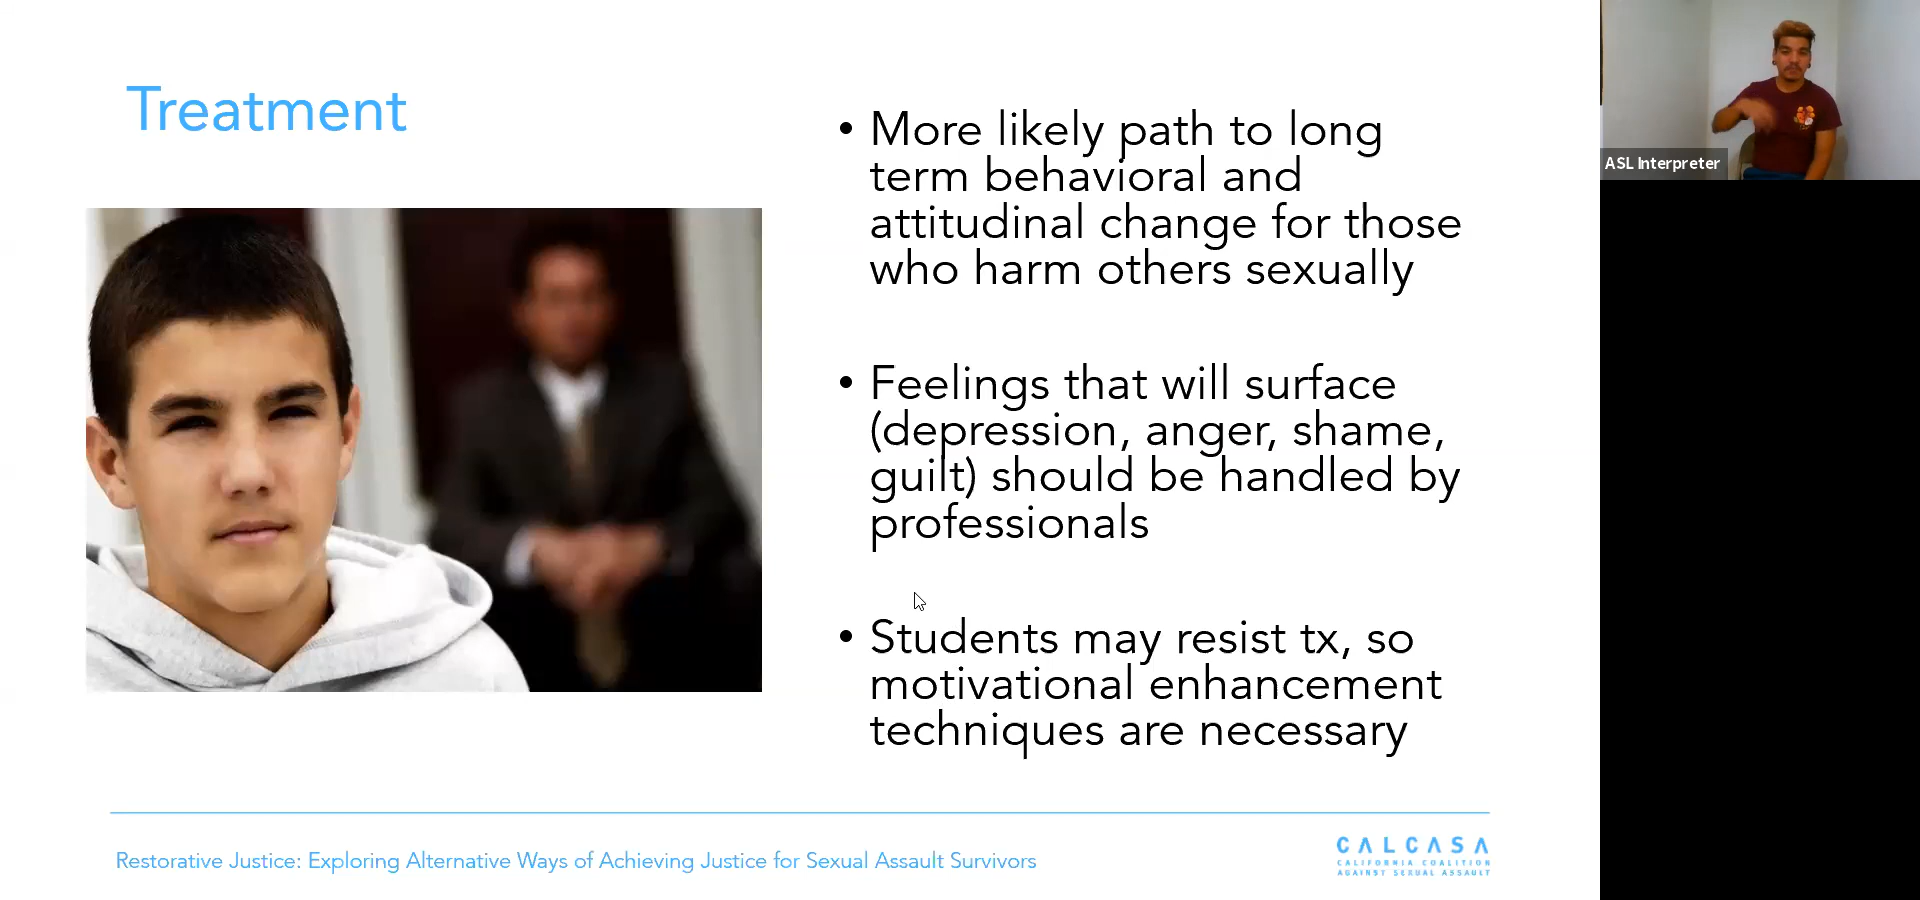 Treatment
• More likely path to long
term behavioral and
attitudinal change for those
who harm others sexually
• Feelings that will surface
(depression, anger, shame,
guilt) should be handled by
professionals
• Students may resist tx, so
motivational enhancement
techniques are necessary
Restorative Justice: Exploring Alternative Ways of Achieving Justice for Sexual Assault Survivors
CALCASA
CALIFORNIA COALITION
AGAINST SEXUAL ASSAULT
ASL Interpreter